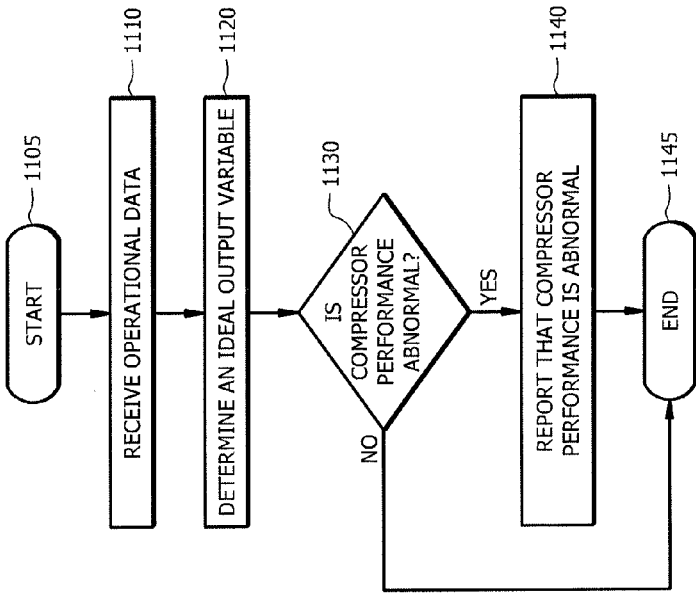 START
1105
RECEIVE OPERATIONAL DATA
1110
DETERMINE AN IDEAL OUTPUT VARIABLE
1120
IS
COMPRESSOR
PERFORMANCE
ABNORMAL?
1130
NO
YES
REPORT THAT COMPRESSOR
PERFORMANCE IS ABNORMAL
1140
END
1145